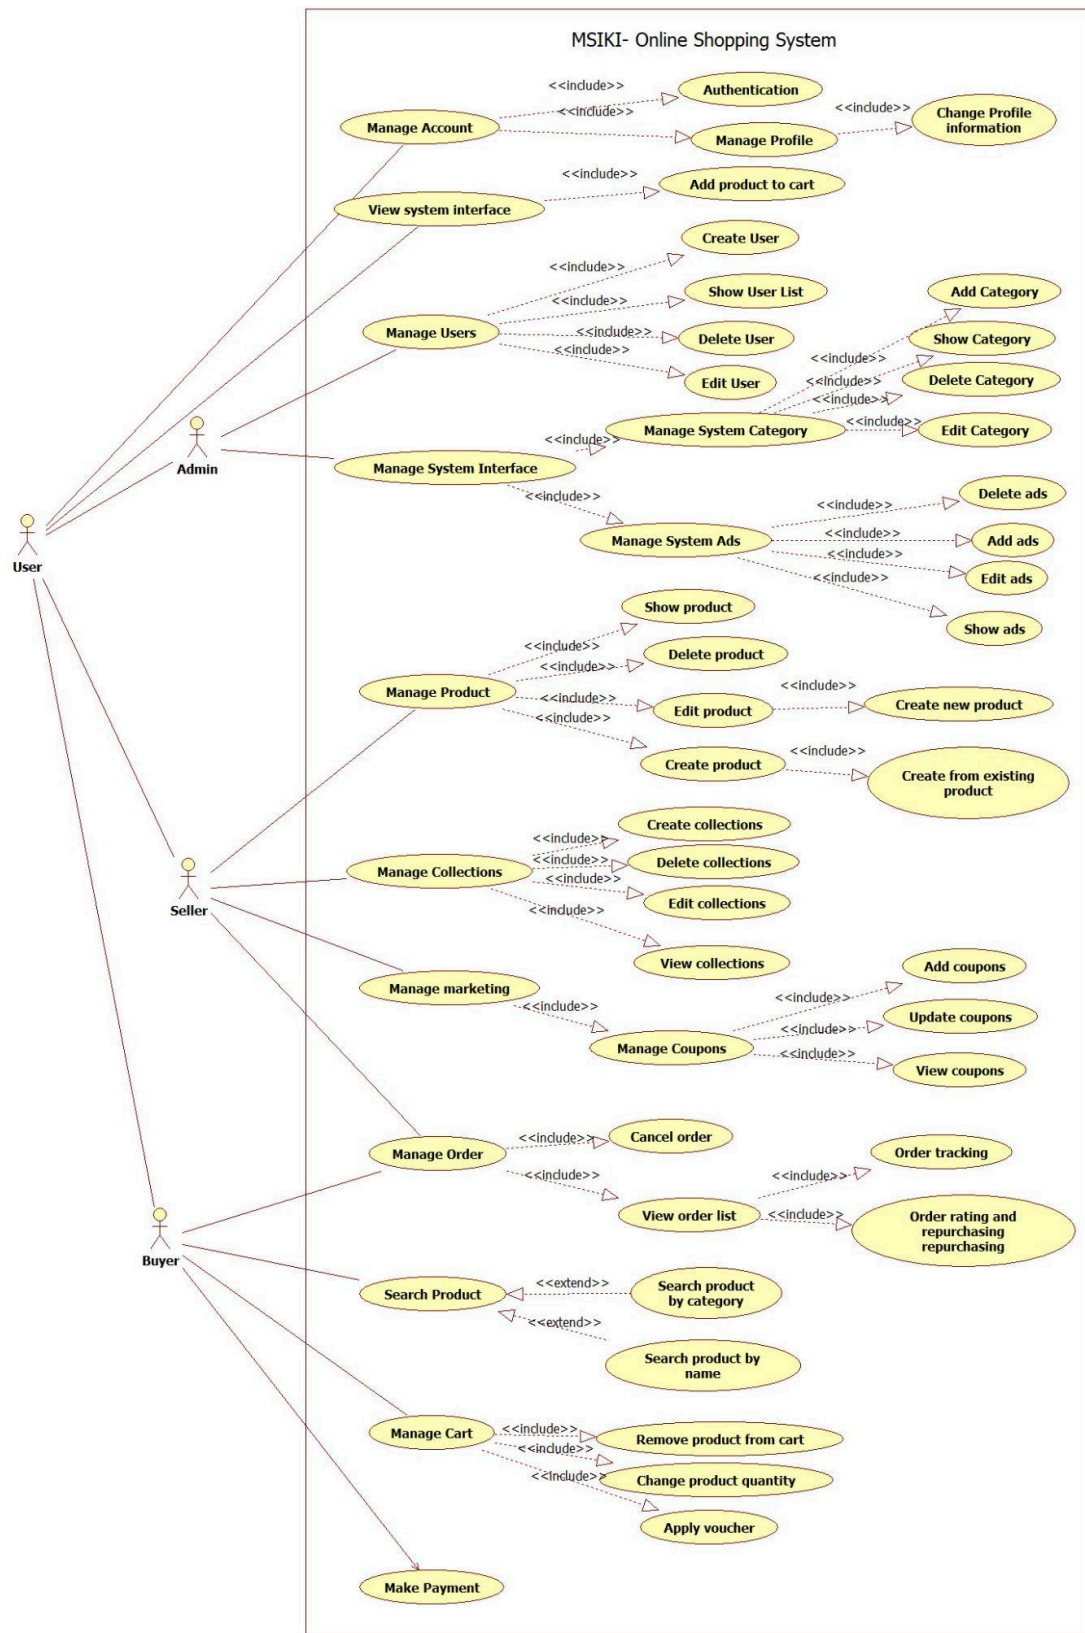 MSIKI- Online Shopping System
<<include>>
Authentication
<<include>>
Change Profile
information
Manage Account
<<include>>
Manage Profile
<<include>>
Add product to cart
View system interface
Create User
<<include>>
Show User List
Add Category
<<include>>
Manage Users
<<include>>
Delete User
Show Category
<<include>>
Edit User
<<include>>
<<include>>
Delete Category
<<include>>
Manage System Category
<<include>>
Edit Category
Admin
<<include>>
Manage System Interface
<<include>>
Delete ads
<<include>>
User
Manage System Ads
<<include>>
Add ads
<<include>>
Edit ads
<<include>>
Show ads
Show product
<<include>>
Delete product
<<include>>
Manage Product
<<include>>
Edit product
<<include>>
Create new product
<<include>>
Create product
<<include>>
Create from existing
product
Create collections
<<include>>
Delete collections
<<include>>
Manage Collections
<<include>>
Edit collections
Seller
<<include>>
View collections
Add coupons
Manage marketing
<<include>>
<<include>>
Update coupons
Manage Coupons
<<include>>
<<include>>
View coupons
<<include>>
Cancel order
Manage Order
<<include>>
Order tracking
<<include>>
View order list
<<include>>
Order rating and
repurchasing
repurchasing
Buyer
Search Product
<<extend>>
Search product
by category
<<extend>>
Search product by
name
Manage Cart
<<include>>
Remove product from cart
<<include>>
<<include>>
Change product quantity
Apply voucher
Make Payment